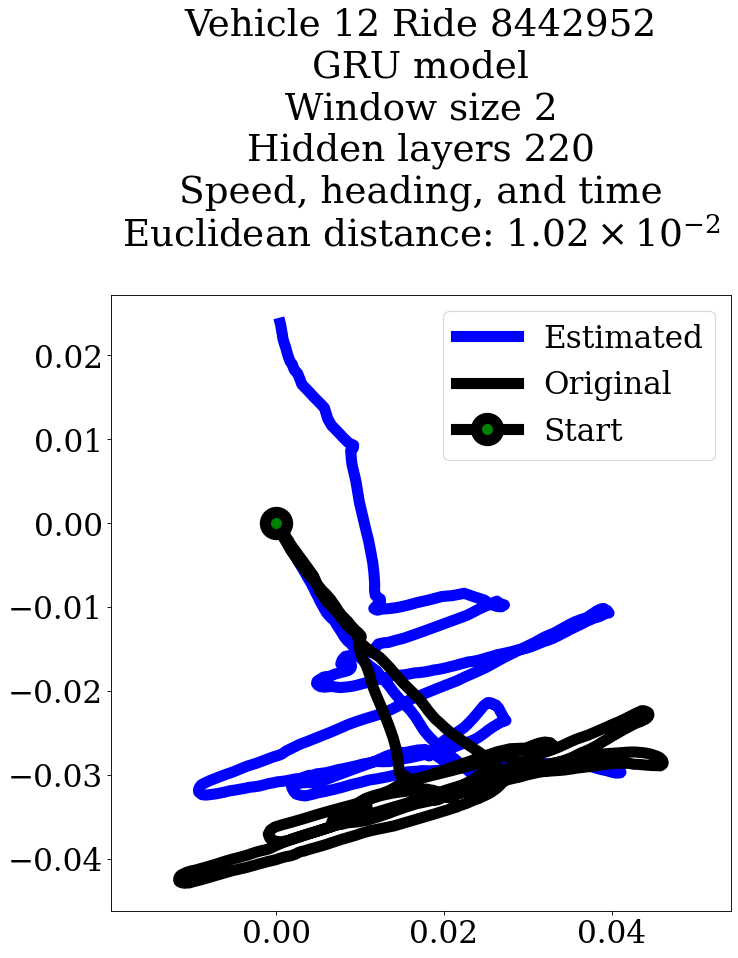 Vehicle 12 Ride 8442952
GRU model
Window size 2
Hidden layers 220
Speed, heading, and time
Euclidean distance: 1.02 × 10⁻²
Estimated
Original
Start
0.02
0.01
0.00
−0.01
−0.02
−0.03
−0.04
0.00 0.02 0.04